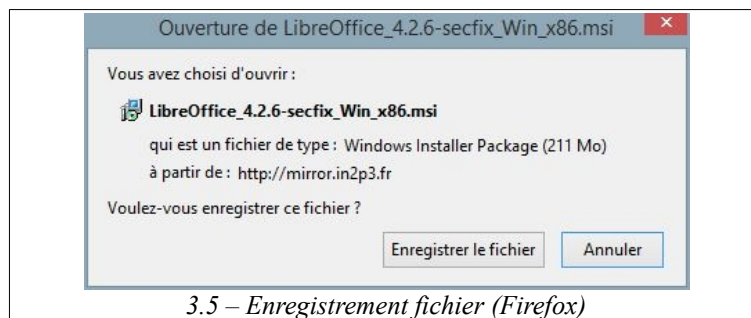 Ouverture de LibreOffice_4.2.6-secfix_Win_x86.msi
Vous avez choisi d'ouvrir :
LibreOffice_4.2.6-secfix_Win_x86.msi
qui est un fichier de type : Windows Installer Package (211 Mo)
à partir de : http://mirror.in2p3.fr
Voulez-vous enregistrer ce fichier ?
Enregistrer le fichier Annuler
3.5 – Enregistrement fichier (Firefox)